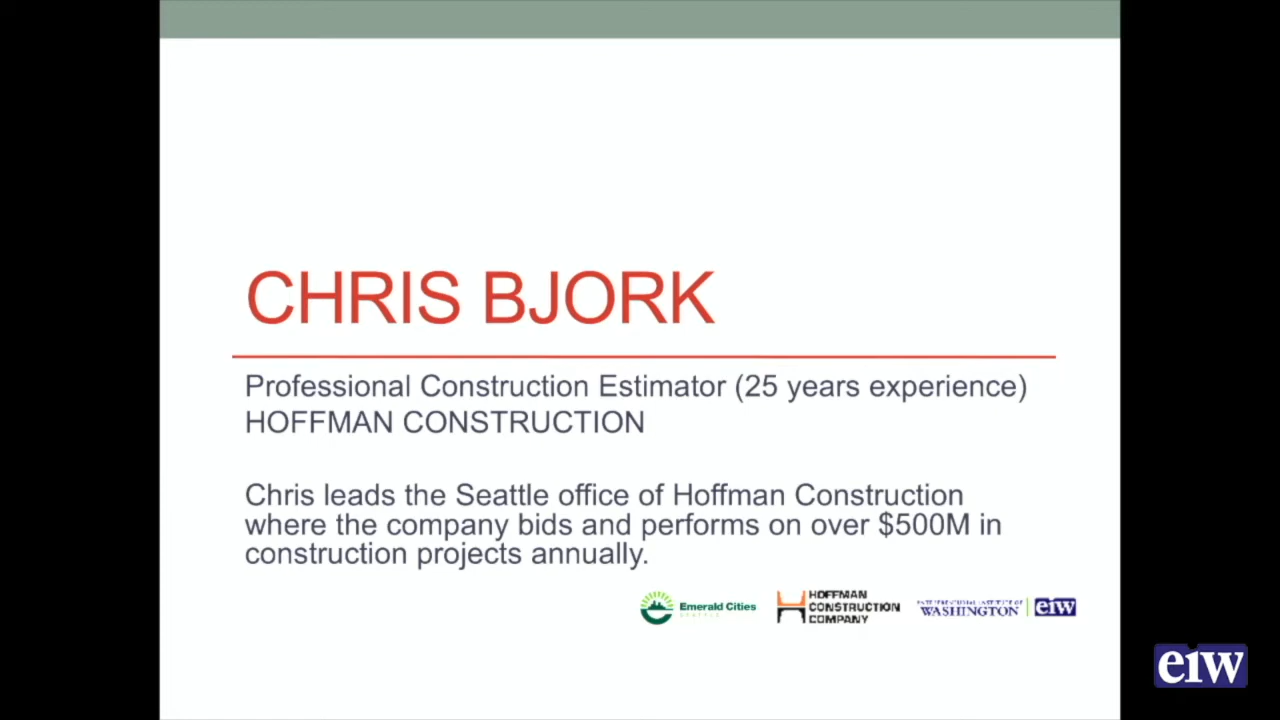 CHRIS BJORK
Professional Construction Estimator (25 years experience)
HOFFMAN CONSTRUCTION
Chris leads the Seattle office of Hoffman Construction
where the company bids and performs on over $500M in
construction projects annually.
Emerald Cities
SEATTLE
HOFFMAN
CONSTRUCTION
COMPANY
WASHINGTON
eiw
eiw